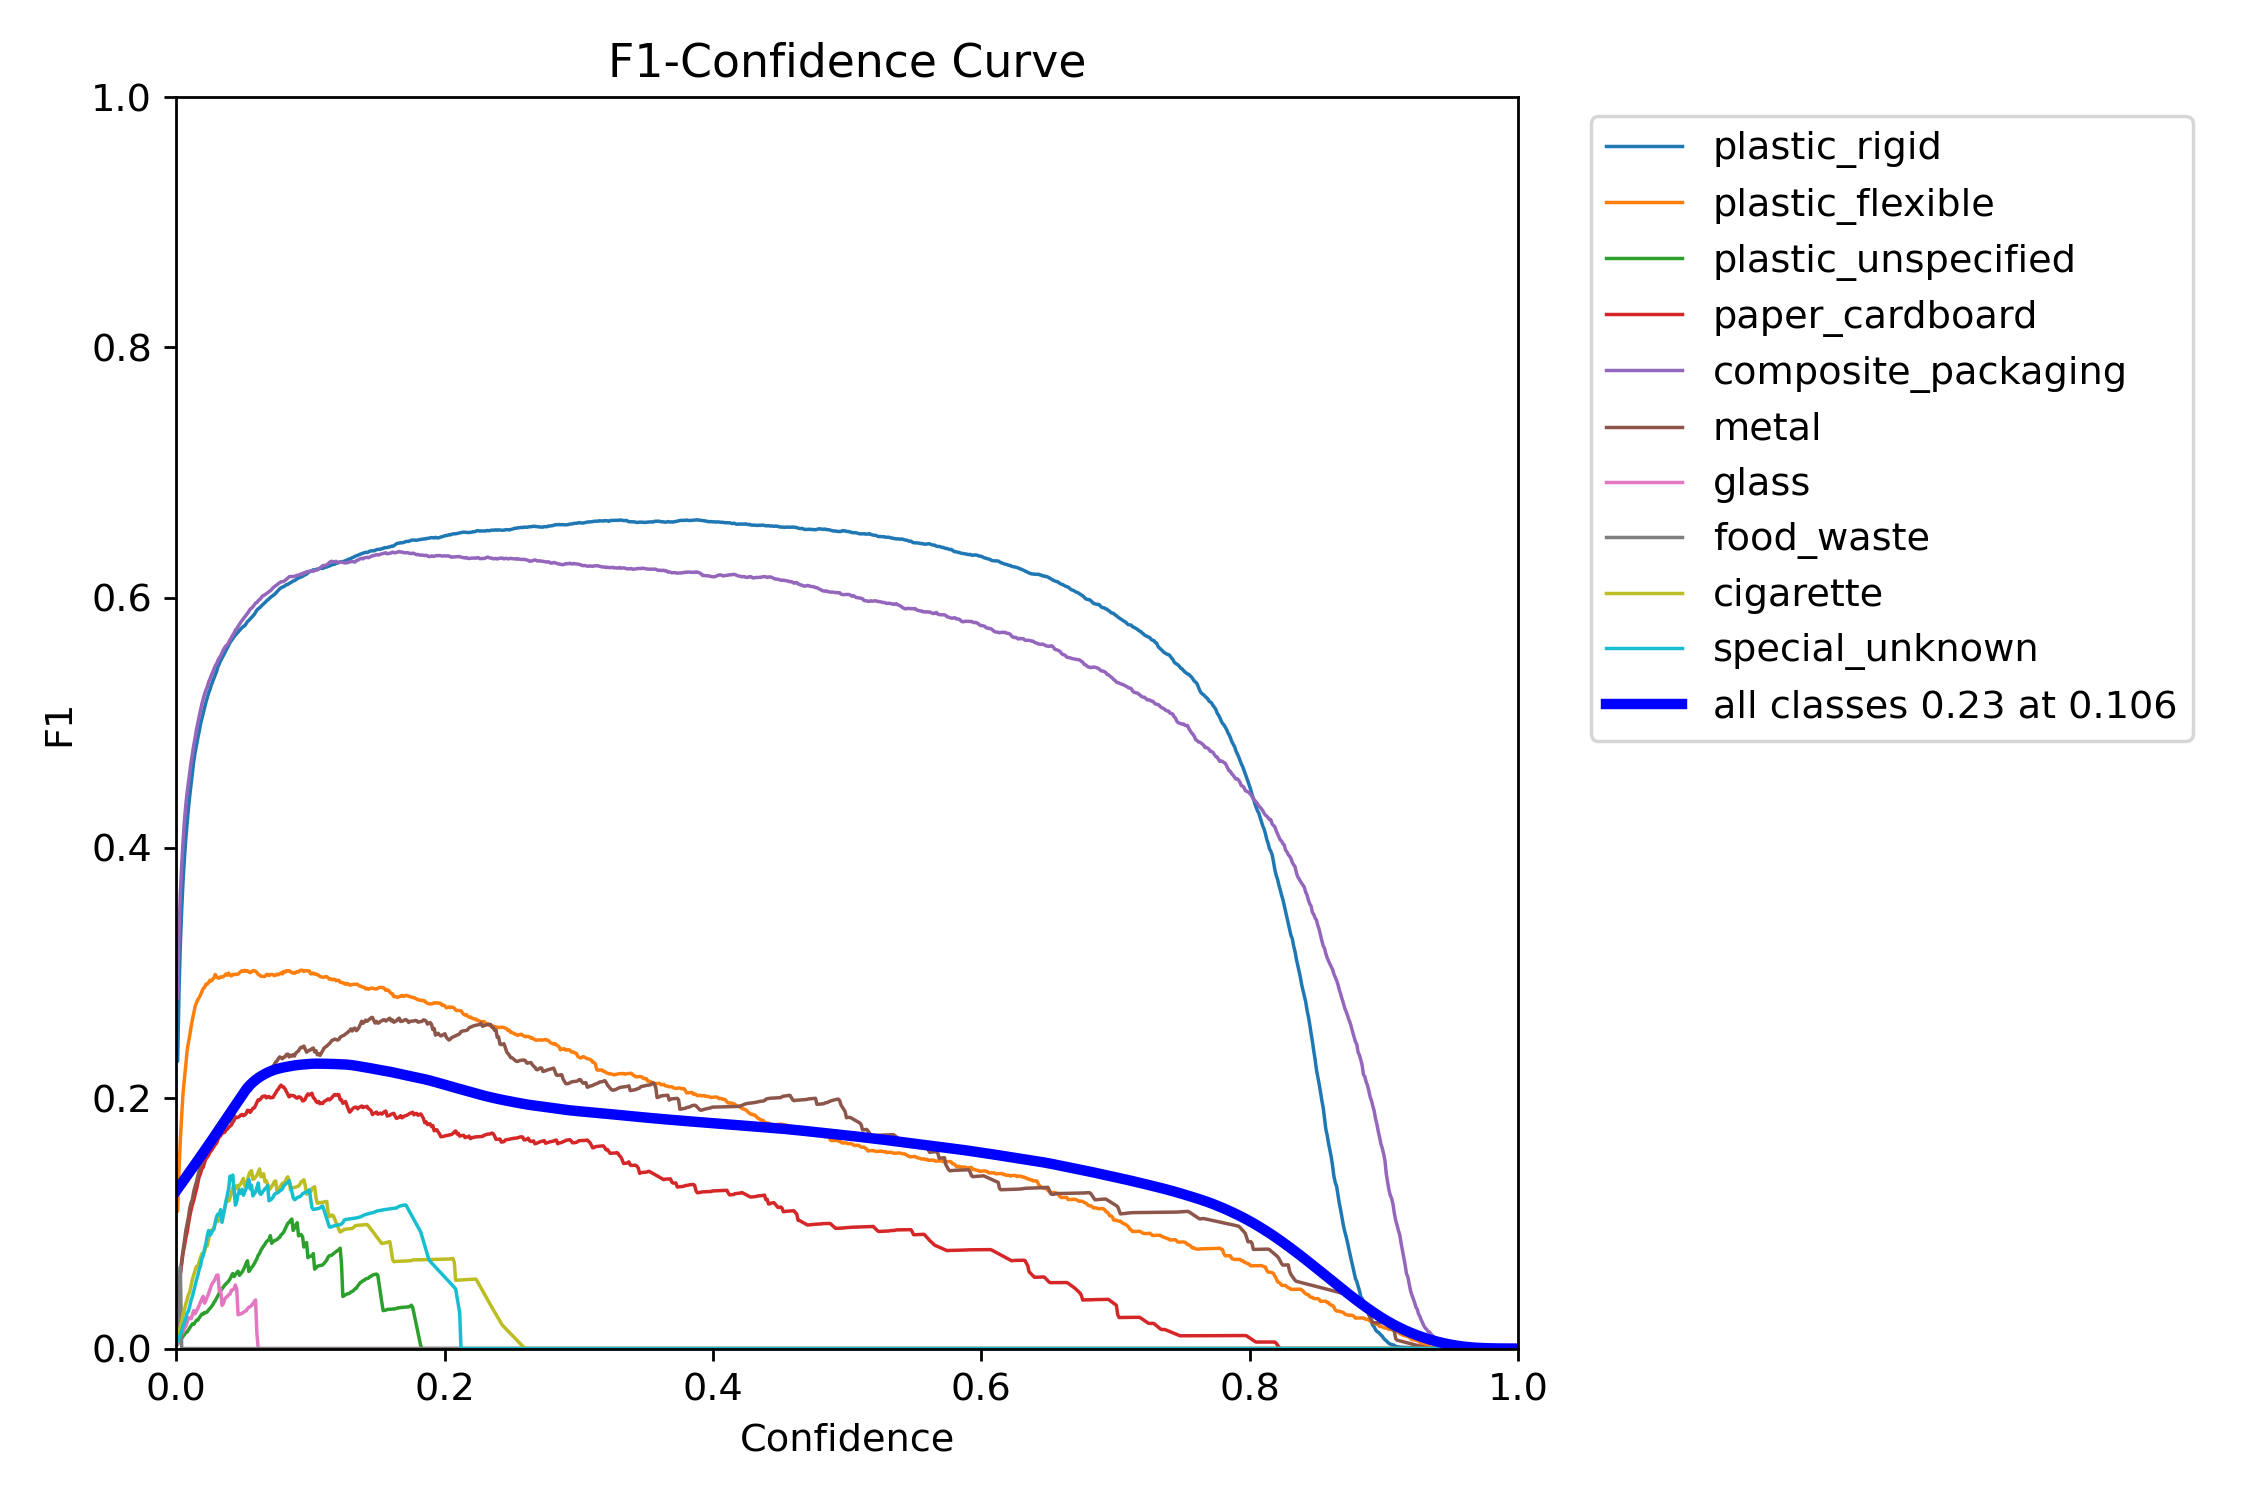 F1-Confidence Curve
1.0
0.8
0.6
0.4
0.2
0.0
F1
0.0 0.2 0.4 0.6 0.8 1.0
Confidence
plastic_rigid
plastic_flexible
plastic_unspecified
paper_cardboard
composite_packaging
metal
glass
food_waste
cigarette
special_unknown
all classes 0.23 at 0.106